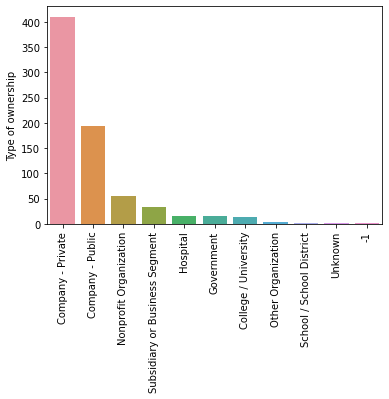 400
350
300
250
200
150
100
50
0
Type of ownership
Company - Private
Company - Public
Nonprofit Organization
Subsidiary or Business Segment
Hospital
Government
College / University
Other Organization
School / School District
Unknown
-1